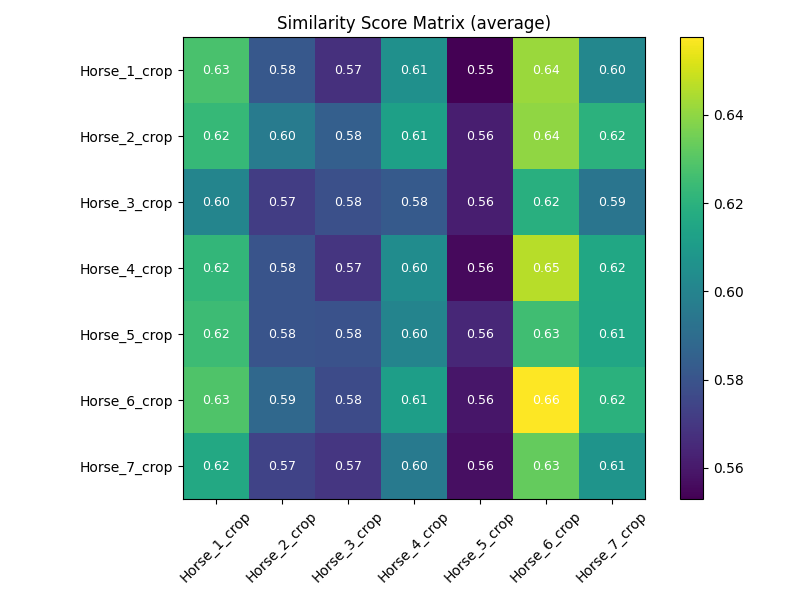 Similarity Score Matrix (average)
Horse_1_crop 0.63 0.58 0.57 0.61 0.55 0.64 0.60
Horse_2_crop 0.62 0.60 0.58 0.61 0.56 0.64 0.62
Horse_3_crop 0.60 0.57 0.58 0.58 0.56 0.62 0.59
Horse_4_crop 0.62 0.58 0.57 0.60 0.56 0.65 0.62
Horse_5_crop 0.62 0.58 0.58 0.60 0.56 0.63 0.61
Horse_6_crop 0.63 0.59 0.58 0.61 0.56 0.66 0.62
Horse_7_crop 0.62 0.57 0.57 0.60 0.56 0.63 0.61
Horse_1_crop Horse_2_crop Horse_3_crop Horse_4_crop Horse_5_crop Horse_6_crop Horse_7_crop
0.64
0.62
0.60
0.58
0.56